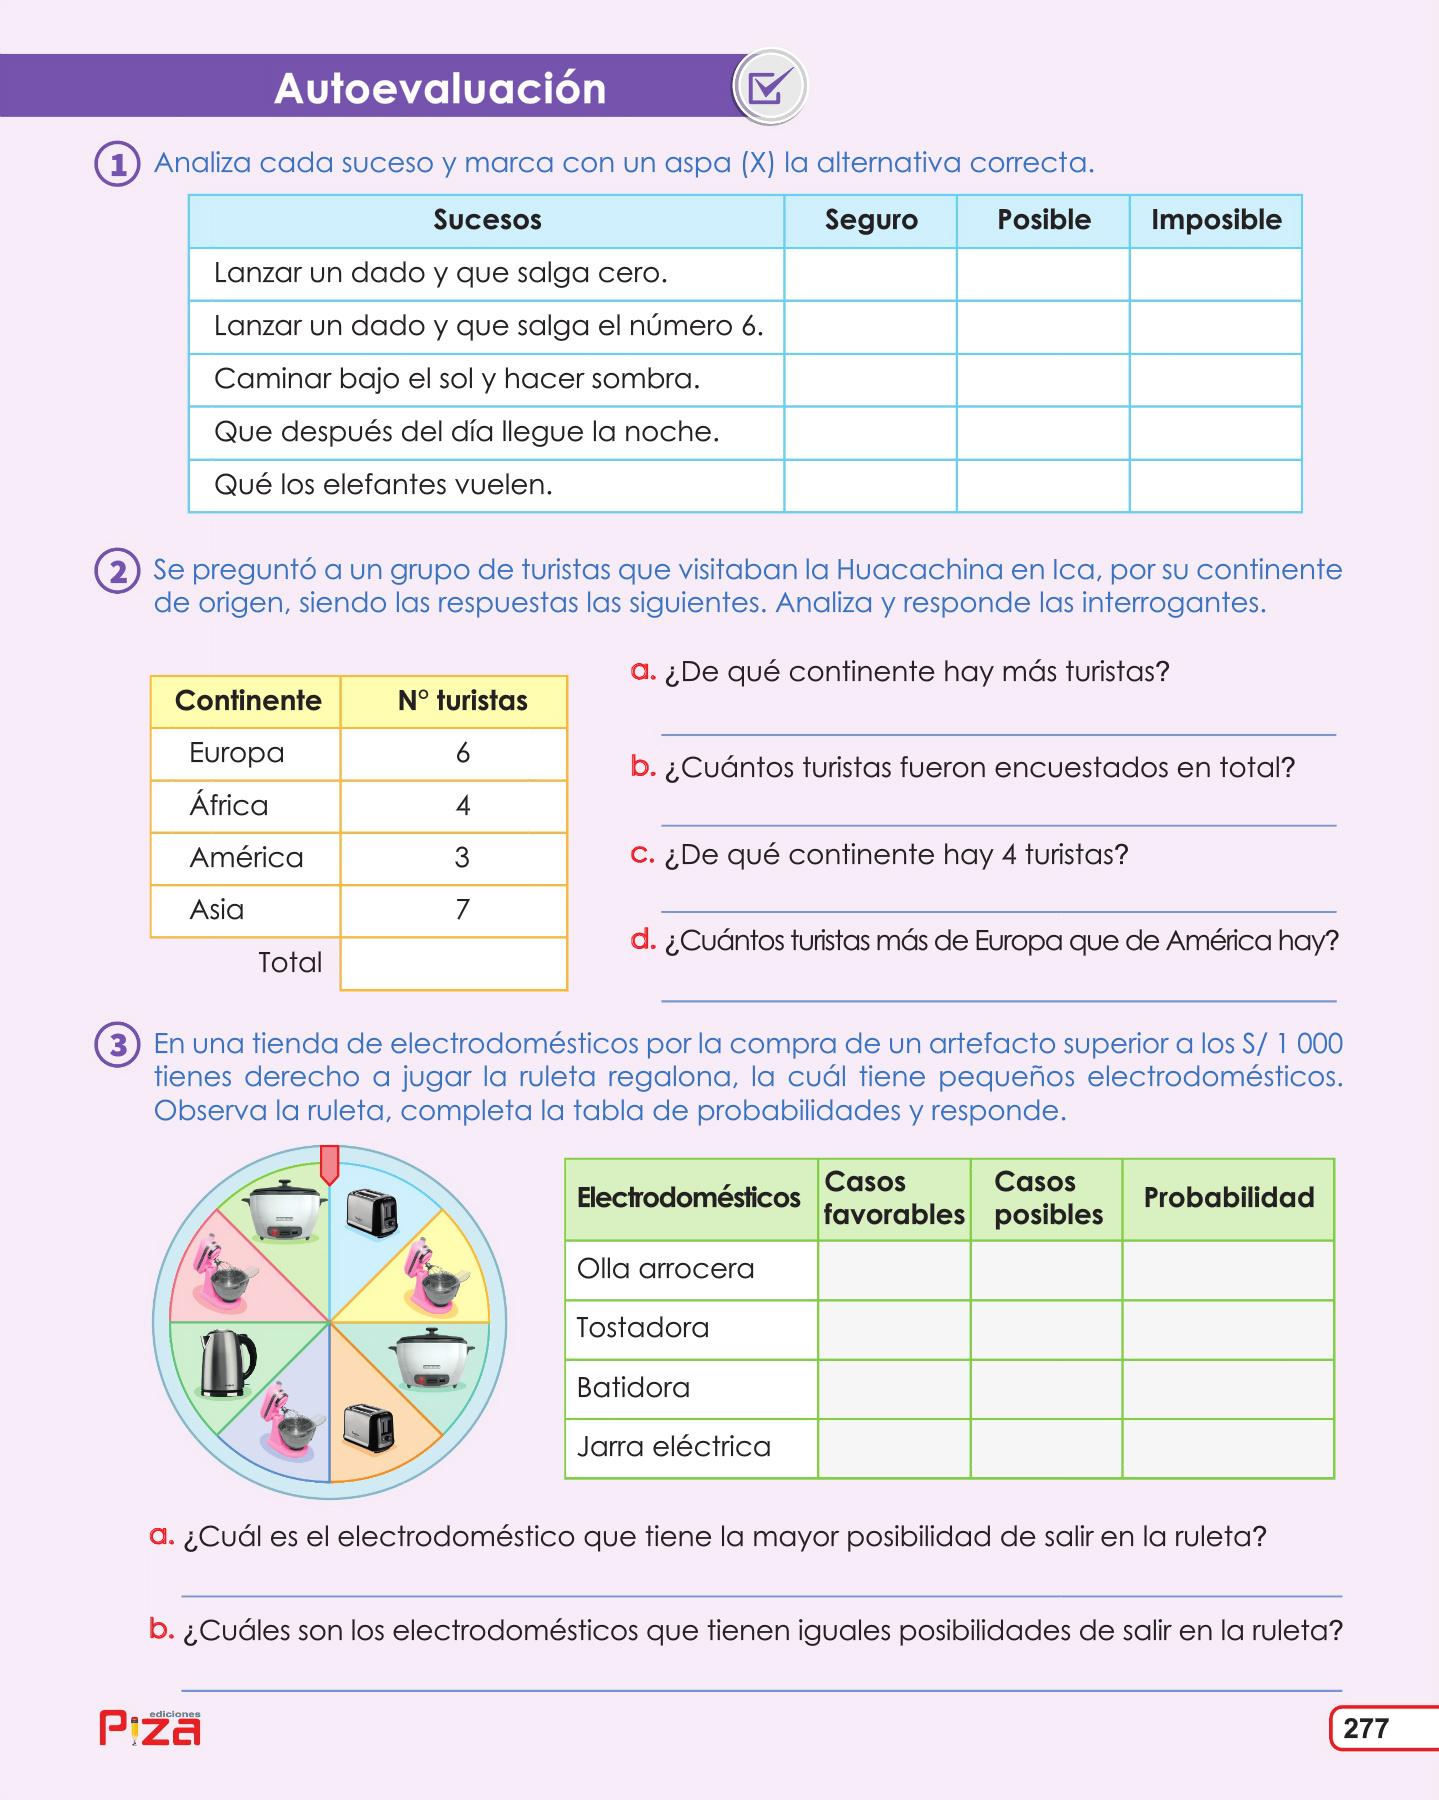 Autoevaluación
1 Analiza cada suceso y marca con un aspa (X) la alternativa correcta.
Sucesos Seguro Posible Imposible
Lanzar un dado y que salga cero.
Lanzar un dado y que salga el número 6.
Caminar bajo el sol y hacer sombra.
Que después del día llegue la noche.
Qué los elefantes vuelen.
2 Se preguntó a un grupo de turistas que visitaban la Huacachina en Ica, por su continente
de origen, siendo las respuestas las siguientes. Analiza y responde las interrogantes.
Continente N° turistas
Europa 6
África 4
América 3
Asia 7
Total
a. ¿De qué continente hay más turistas?
b. ¿Cuántos turistas fueron encuestados en total?
c. ¿De qué continente hay 4 turistas?
d. ¿Cuántos turistas más de Europa que de América hay?
3 En una tienda de electrodomésticos por la compra de un artefacto superior a los S/ 1 000
tienes derecho a jugar la ruleta regalona, la cuál tiene pequeños electrodomésticos.
Observa la ruleta, completa la tabla de probabilidades y responde.
Electrodomésticos Casos favorables Casos posibles Probabilidad
Olla arrocera
Tostadora
Batidora
Jarra eléctrica
a. ¿Cuál es el electrodoméstico que tiene la mayor posibilidad de salir en la ruleta?
b. ¿Cuáles son los electrodomésticos que tienen iguales posibilidades de salir en la ruleta?
ediciones
Piza
277